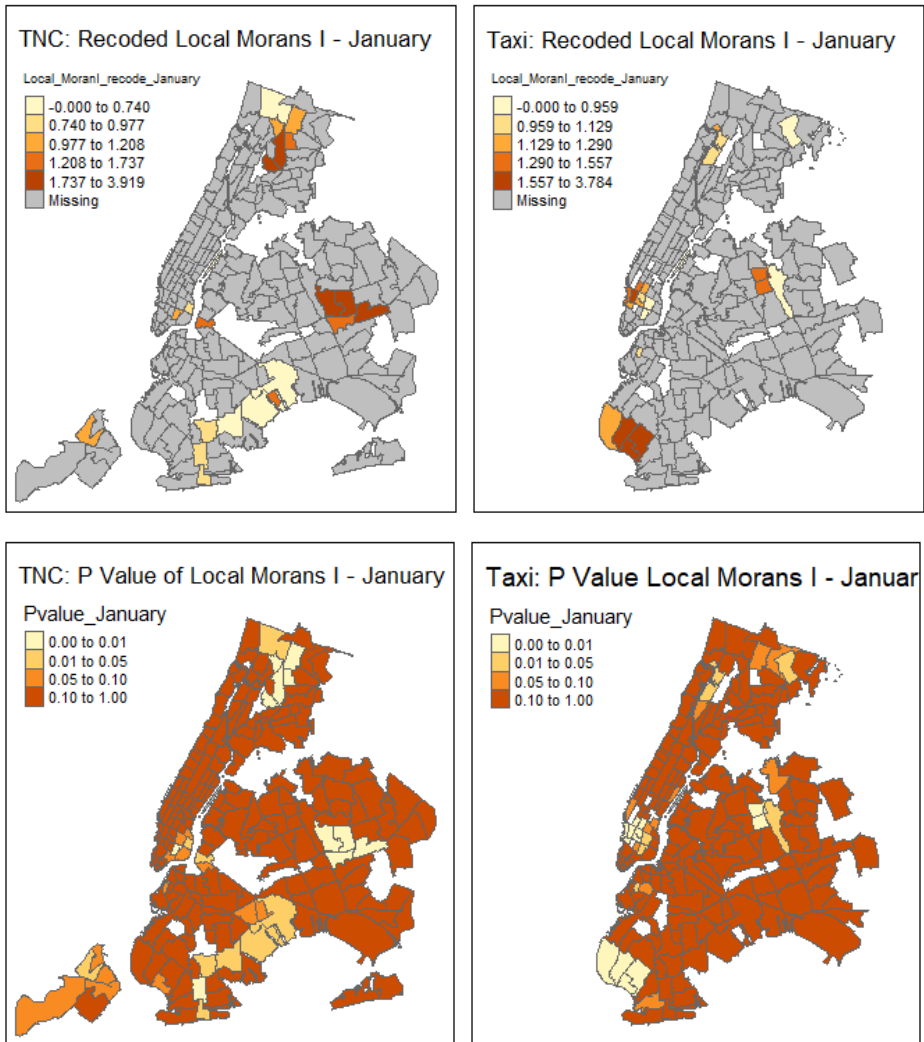 TNC: Recoded Local Morans I - January
Local_MoranI_recode_January
-0.000 to 0.740
0.740 to 0.977
0.977 to 1.208
1.208 to 1.737
1.737 to 3.919
Missing
Taxi: Recoded Local Morans I - January
Local_MoranI_recode_January
-0.000 to 0.959
0.959 to 1.129
1.129 to 1.290
1.290 to 1.557
1.557 to 3.784
Missing
TNC: P Value of Local Morans I - January
Pvalue_January
0.00 to 0.01
0.01 to 0.05
0.05 to 0.10
0.10 to 1.00
Taxi: P Value Local Morans I - Januar
Pvalue_January
0.00 to 0.01
0.01 to 0.05
0.05 to 0.10
0.10 to 1.00